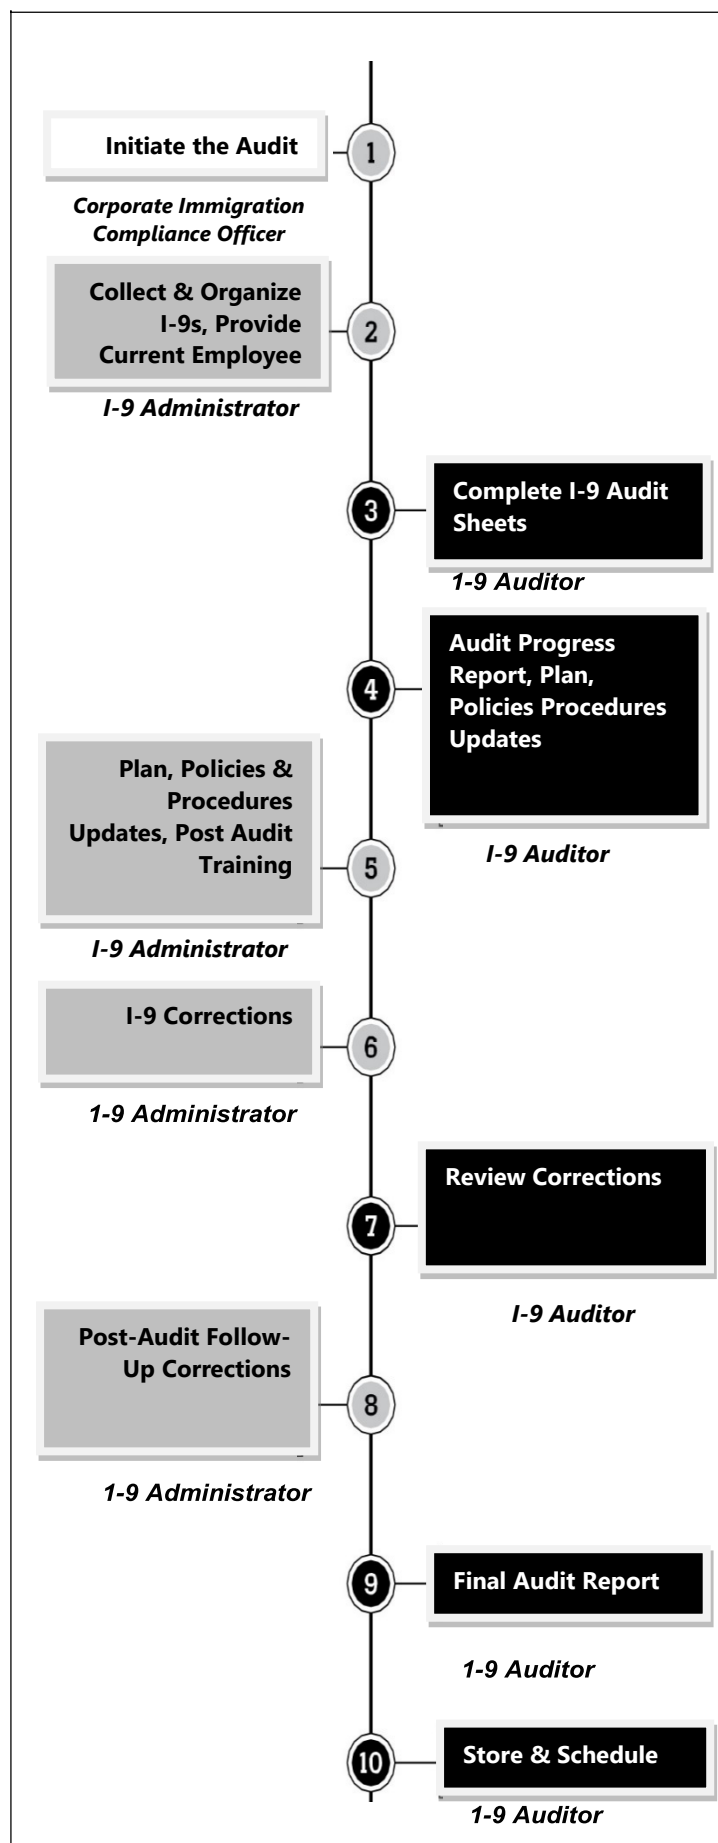 Initiate the Audit
1
Corporate Immigration
Compliance Officer
Collect & Organize
I-9s, Provide
Current Employee
2
I-9 Administrator
3
Complete I-9 Audit
Sheets
1-9 Auditor
Audit Progress
Report, Plan,
Policies Procedures
Updates
4
I-9 Auditor
Plan, Policies &
Procedures
Updates, Post Audit
Training
5
I-9 Administrator
I-9 Corrections
6
1-9 Administrator
Review Corrections
7
I-9 Auditor
Post-Audit Follow-
Up Corrections
8
1-9 Administrator
9
Final Audit Report
1-9 Auditor
10
Store & Schedule
1-9 Auditor